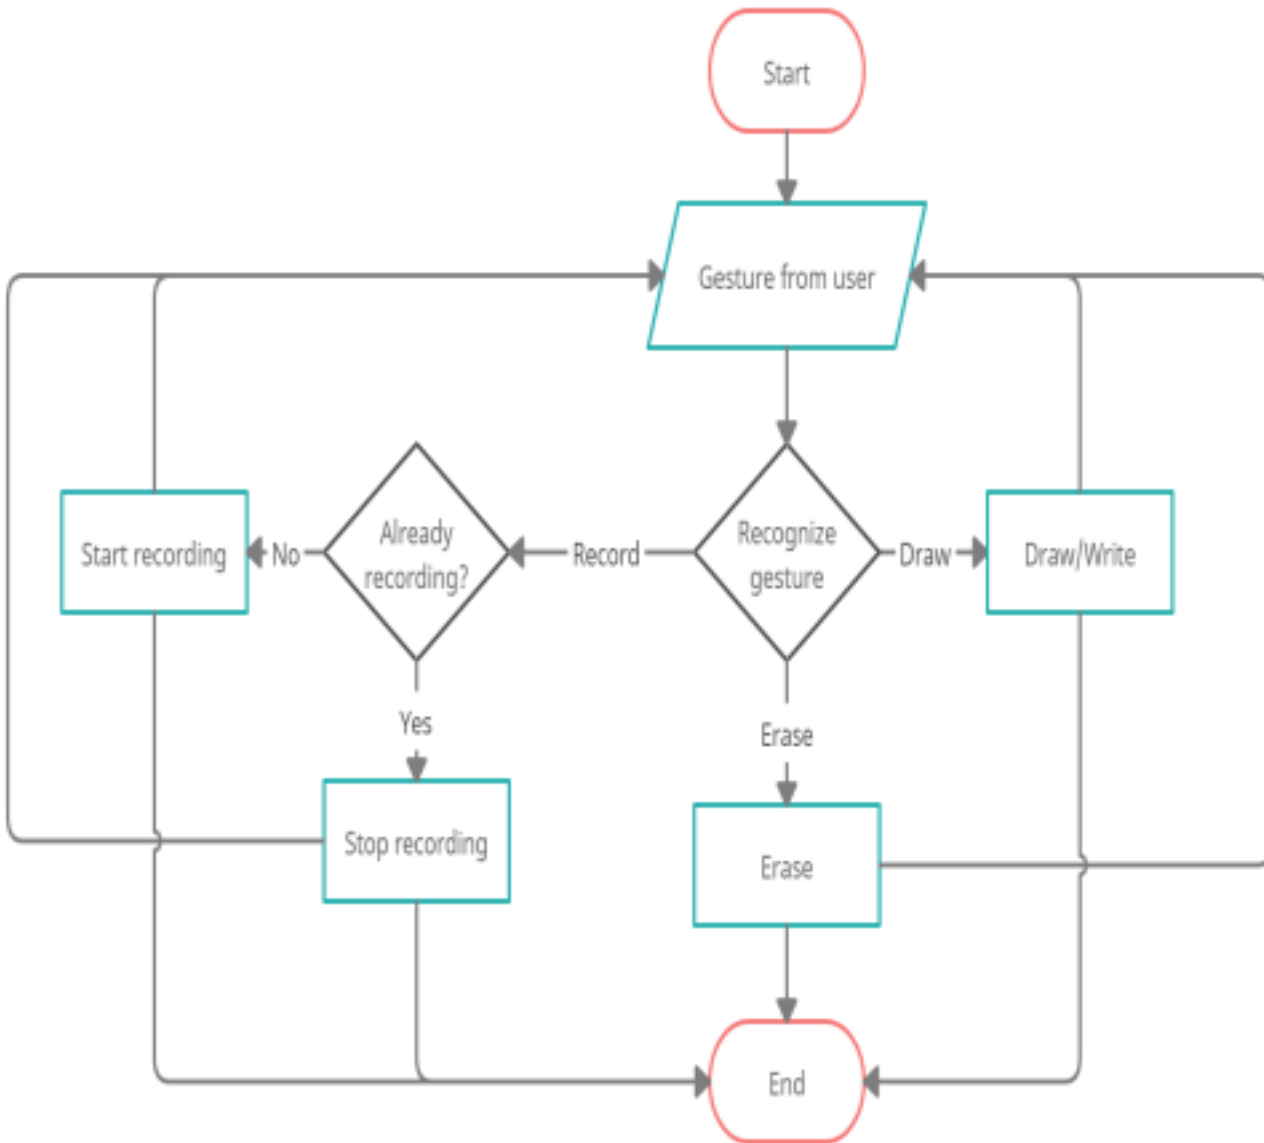 Start
Gesture from user
Already
recording?
Recognize
gesture
Start recording
No
Record
Draw
Draw/Write
Yes
Erase
Stop recording
Erase
End